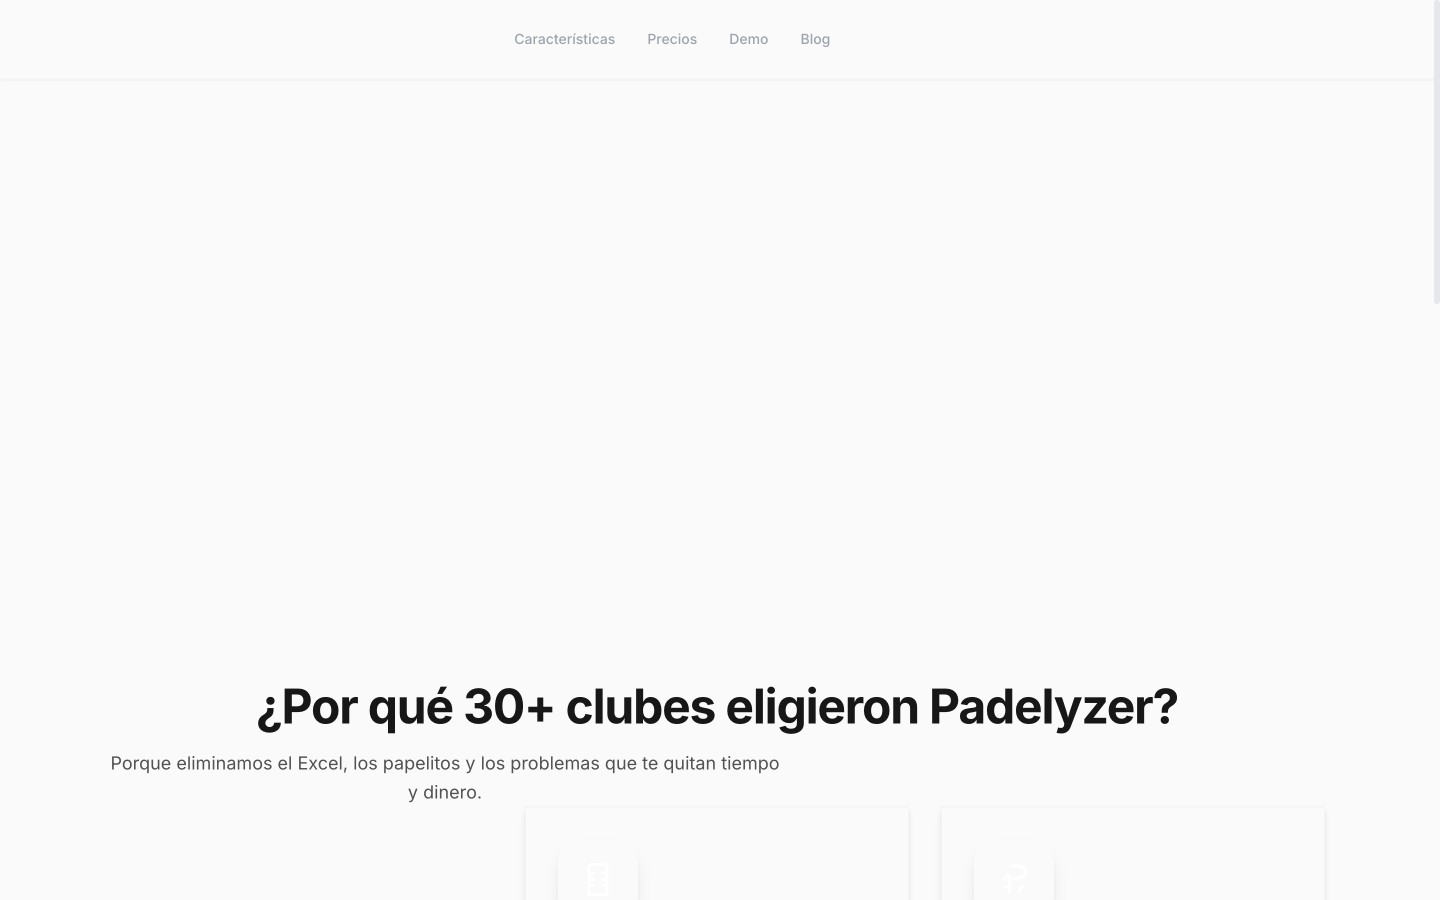 Características
Precios
Demo
Blog
¿Por qué 30+ clubes eligieron Padelyzer?
Porque eliminamos el Excel, los papelitos y los problemas que te quitan tiempo
y dinero.